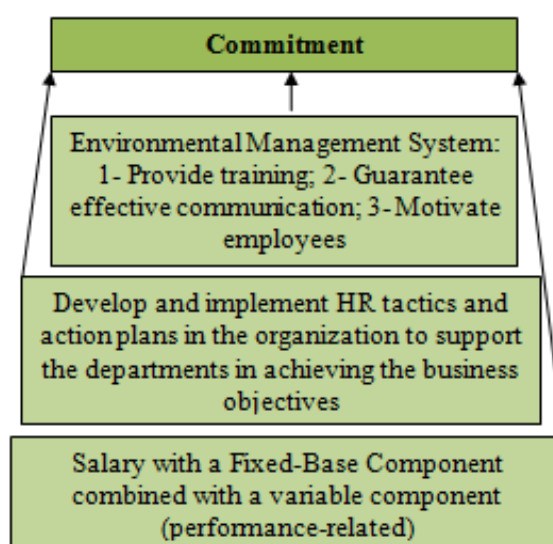 Commitment
Environmental Management System:
1- Provide training; 2- Guarantee
effective communication; 3- Motivate
employees
Develop and implement HR tactics and
action plans in the organization to support
the departments in achieving the business
objectives
Salary with a Fixed-Base Component
combined with a variable component
(performance-related)